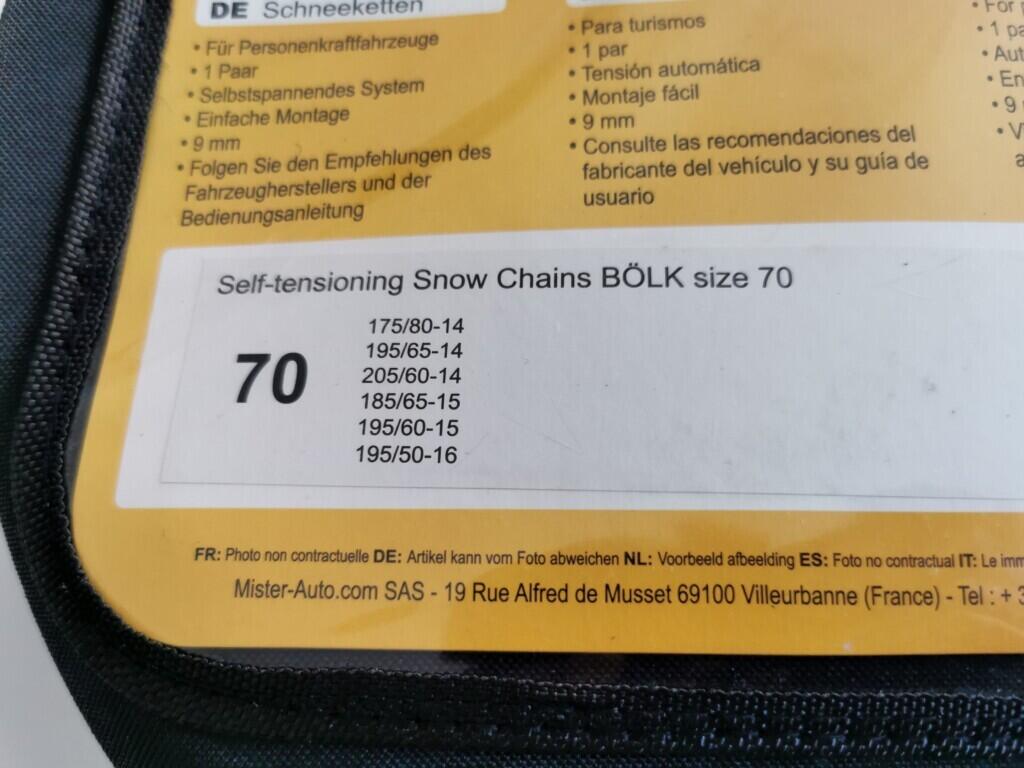 DE Schneeketten
• Für Personenkraftfahrzeuge
• 1 Paar
• Selbstspannendes System
• Einfache Montage
• 9 mm
• Folgen Sie den Empfehlungen des
Fahrzeugherstellers und der
Bedienungsanleitung
• Para turismos
• 1 par
• Tensión automática
• Montaje fácil
• 9 mm
• Consulte las recomendaciones del
fabricante del vehículo y su guía de
usuario
• For
• 1
• 9
Self-tensioning Snow Chains BÖLK size 70
70
175/80-14
195/65-14
205/60-14
185/65-15
195/60-15
195/50-16
FR: Photo non contractuelle DE: Artikel kann vom Foto abweichen NL: Voorbeeld afbeelding ES: Foto no contractual IT: Le
Mister-Auto.com SAS - 19 Rue Alfred de Musset 69100 Villeurbanne (France) - Tel : + 3